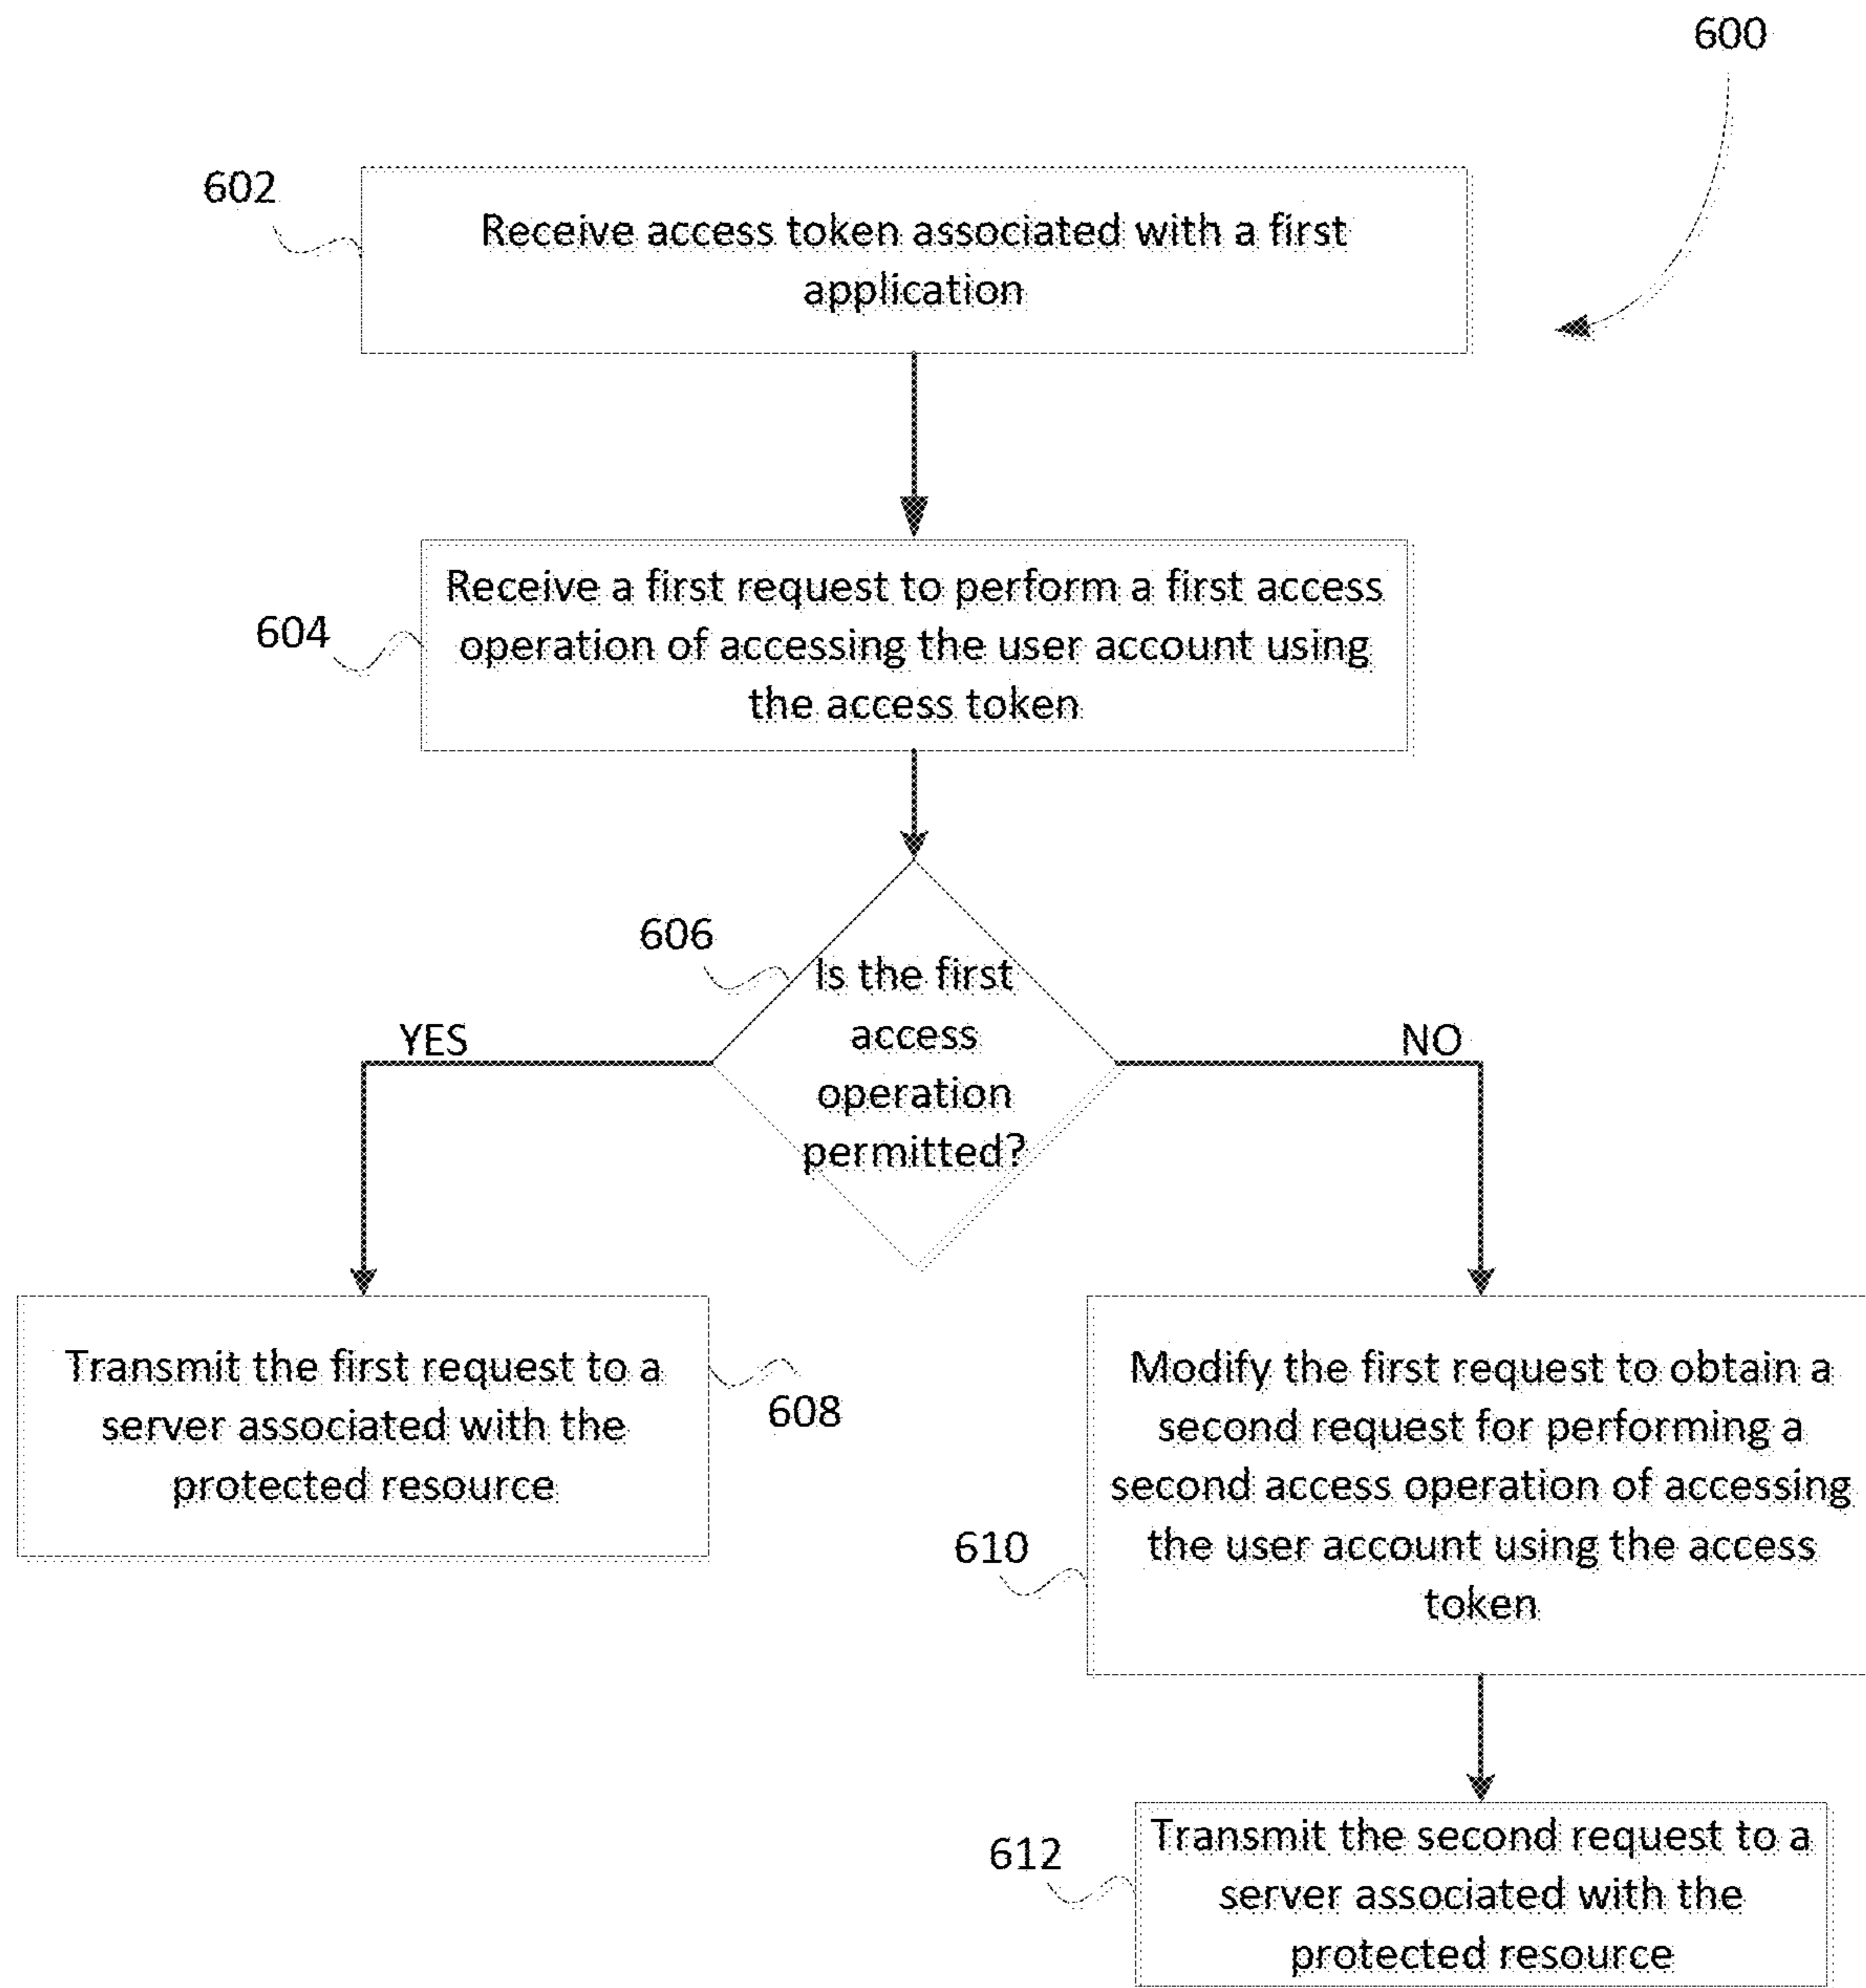 600
602
Receive access token associated with a first
application
604
Receive a first request to perform a first access
operation of accessing the user account using
the access token
606
Is the first
access
operation
permitted?
YES
NO
Transmit the first request to a
server associated with the
protected resource
608
Modify the first request to obtain a
second request for performing a
second access operation of accessing
the user account using the access
token
610
612
Transmit the second request to a
server associated with the
protected resource